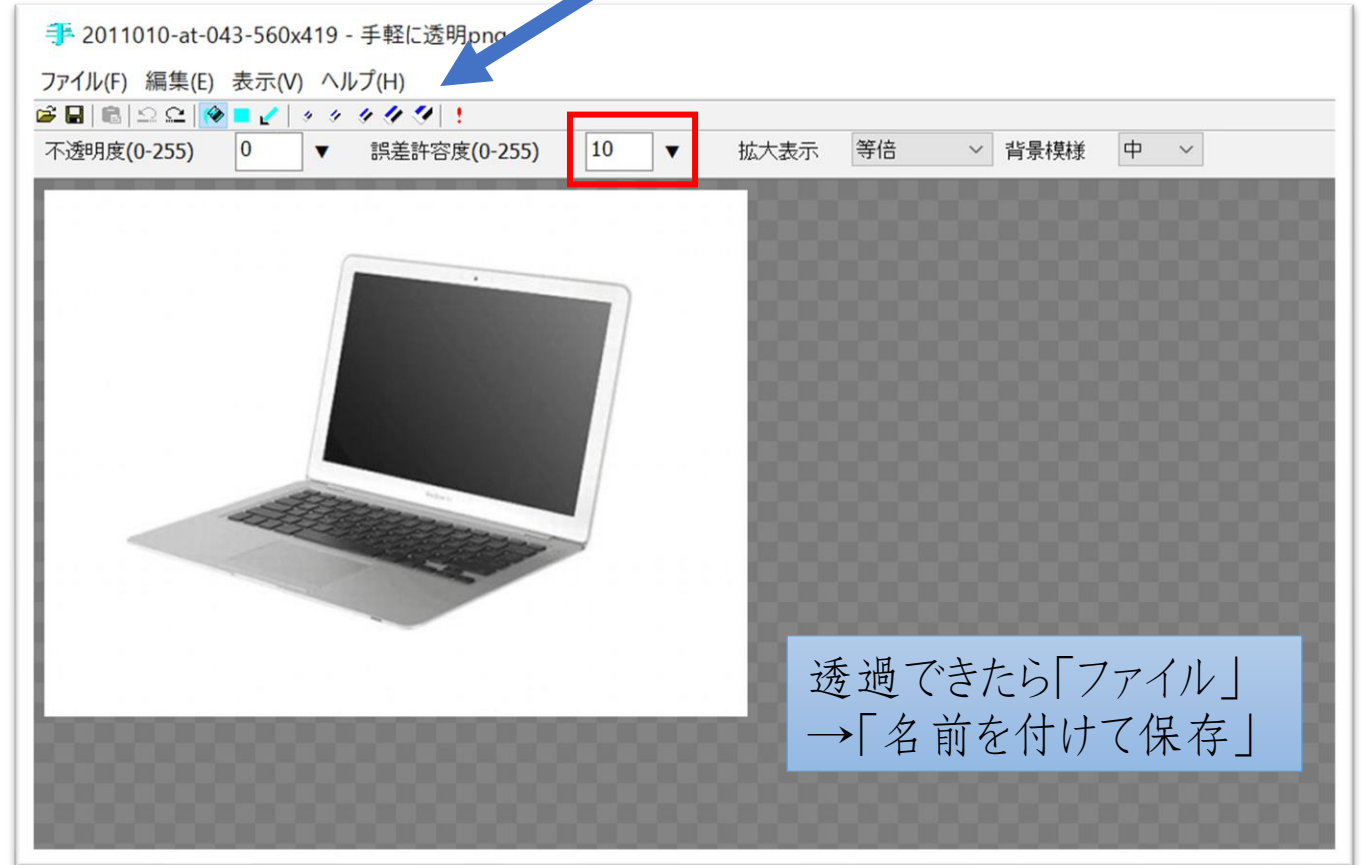 2011010-at-043-560x419 - 手軽に透明png
ファイル(F) 編集(E) 表示(V) ヘルプ(H)
不透明度(0-255) 0 ▼ 誤差許容度(0-255) 10 ▼ 拡大表示 等倍 背景模様 中
透過できたら「ファイル」
→「名前を付けて保存」